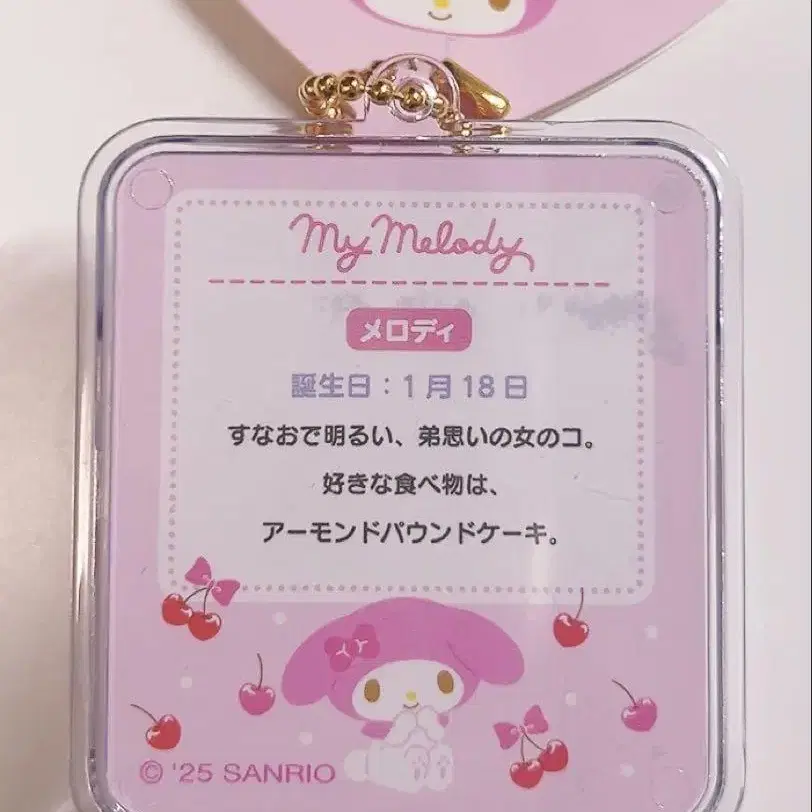 My Melody
メロディ
誕生日：1月18日
すなおで明るい、弟思いの女のコ。
好きな食べ物は、
アーモンドパウンドケーキ。
© '25 SANRIO